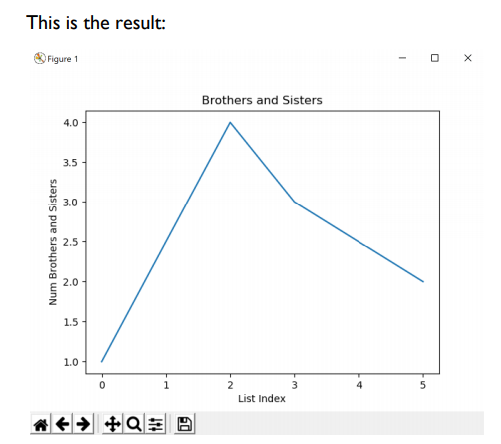 This is the result:
Figure 1
Brothers and Sisters
4.0
3.5
3.0
2.5
2.0
1.5
1.0
Num Brothers and Sisters
0 1 2 3 4 5
List Index